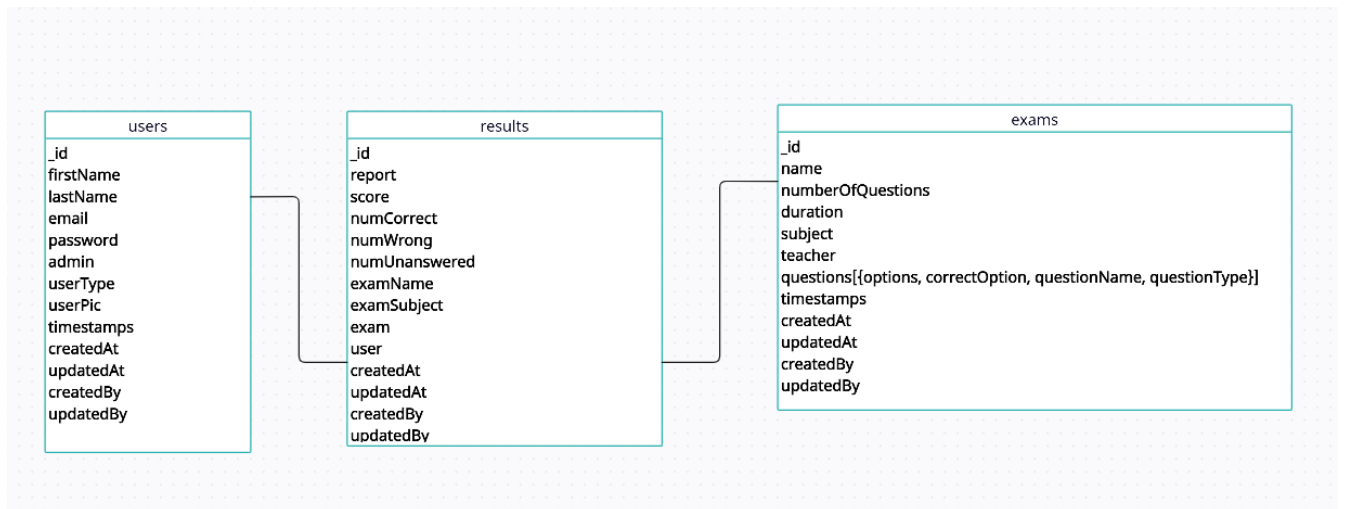 users
_id
firstName
lastName
email
password
admin
userType
userPic
timestamps
createdAt
updatedAt
createdBy
updatedBy
results
_id
report
score
numCorrect
numWrong
numUnanswered
examName
examSubject
exam
user
createdAt
updatedAt
createdBy
updatedBy
exams
_id
name
numberOfQuestions
duration
subject
teacher
questions[{options, correctOption, questionName, questionType}]
timestamps
createdAt
updatedAt
createdBy
updatedBy